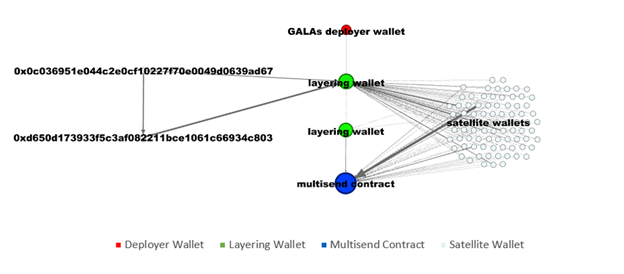 GALAs deployer wallet
0x0c036951e044c2e0cf10227f70e0049d0639ad67
layering wallet
satellite wallets
layering wallet
0xd650d173933f5c3af082211bce1061c66934c803
multisend contract
Deployer Wallet Layering Wallet Multisend Contract Satellite Wallet